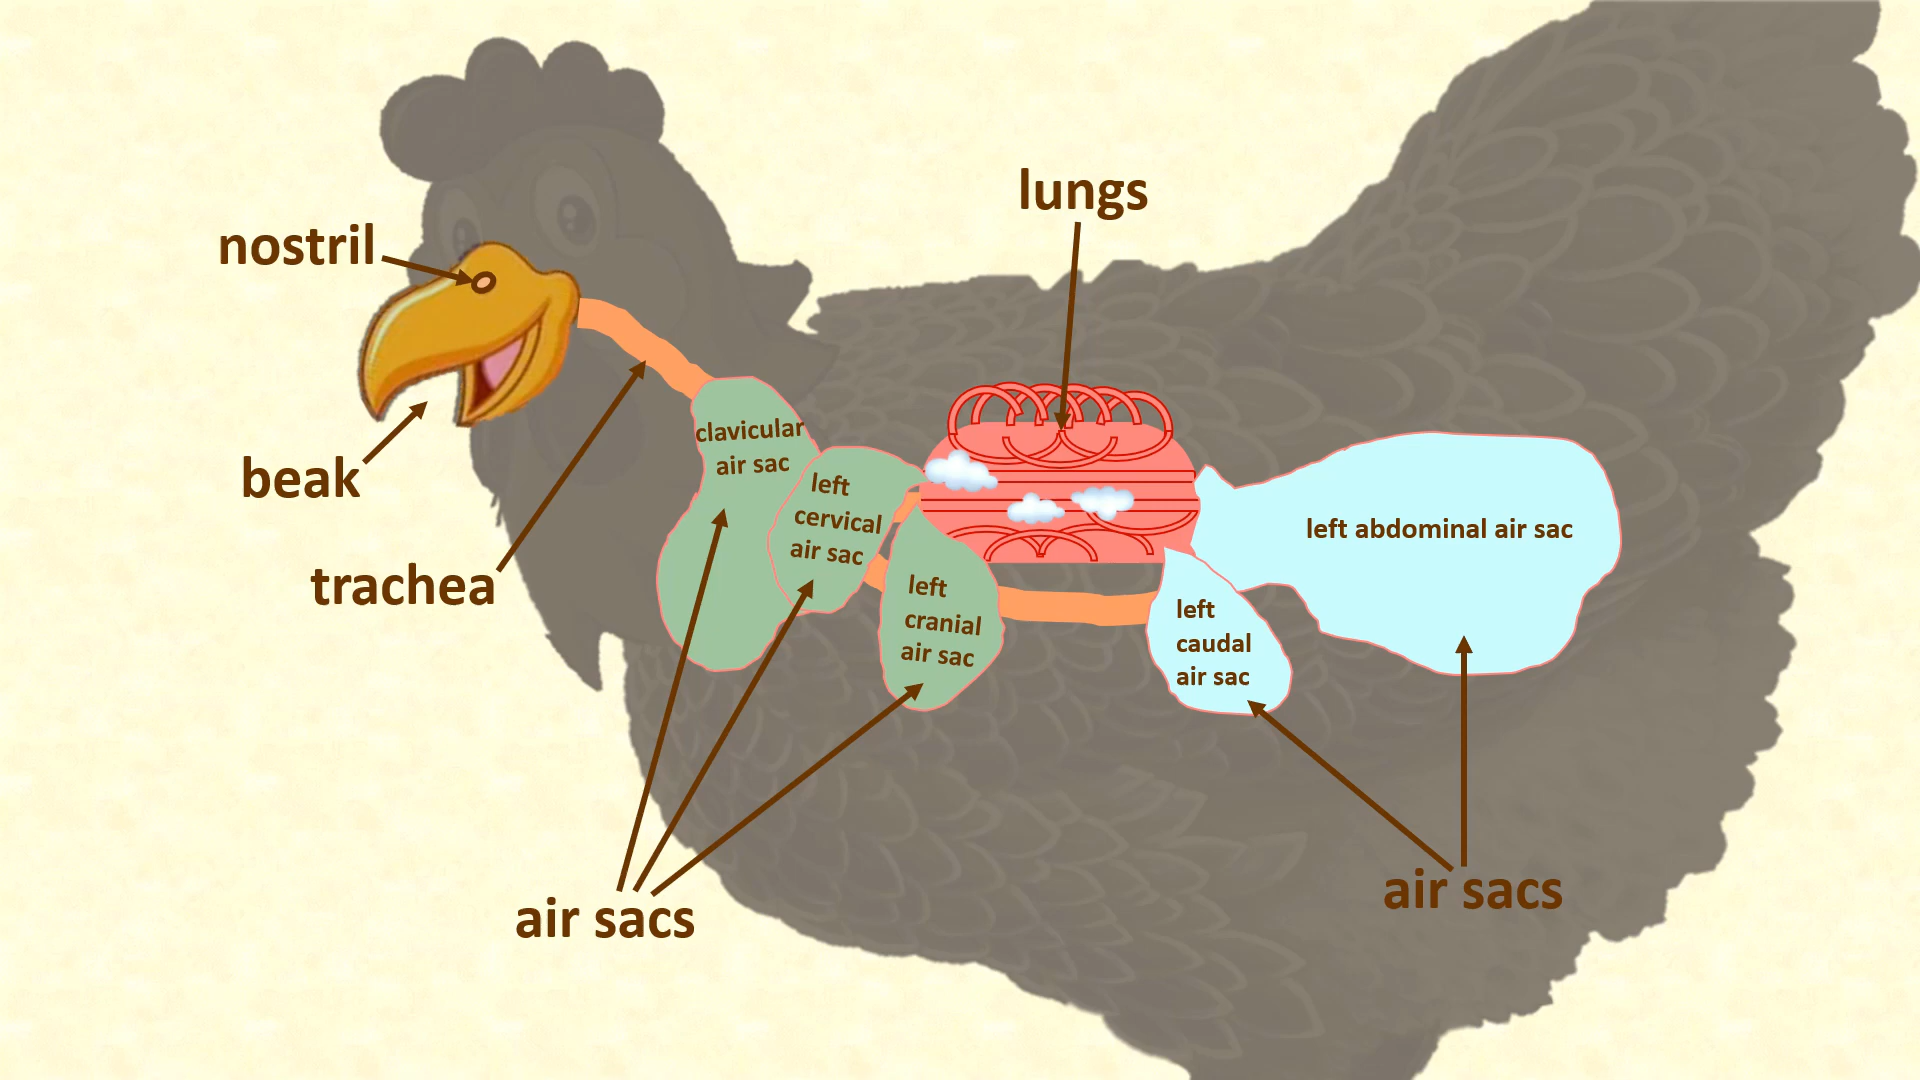 lungs
nostril
clavicular
air sac
beak
left
cervical
air sac
left abdominal air sac
trachea
left
cranial
air sac
left
caudal
air sac
air sacs
air sacs